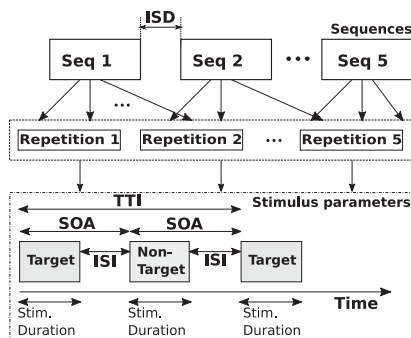 ISD
Sequences
Seq 1
Seq 2
•••
Seq 5
...
Repetition 1
Repetition 2
...
Repetition 5
Stimulus parameters
TTI
SOA
SOA
Target
ISI
Non-
Target
ISI
Target
Time
Stim.
Duration
Stim.
Duration
Stim.
Duration